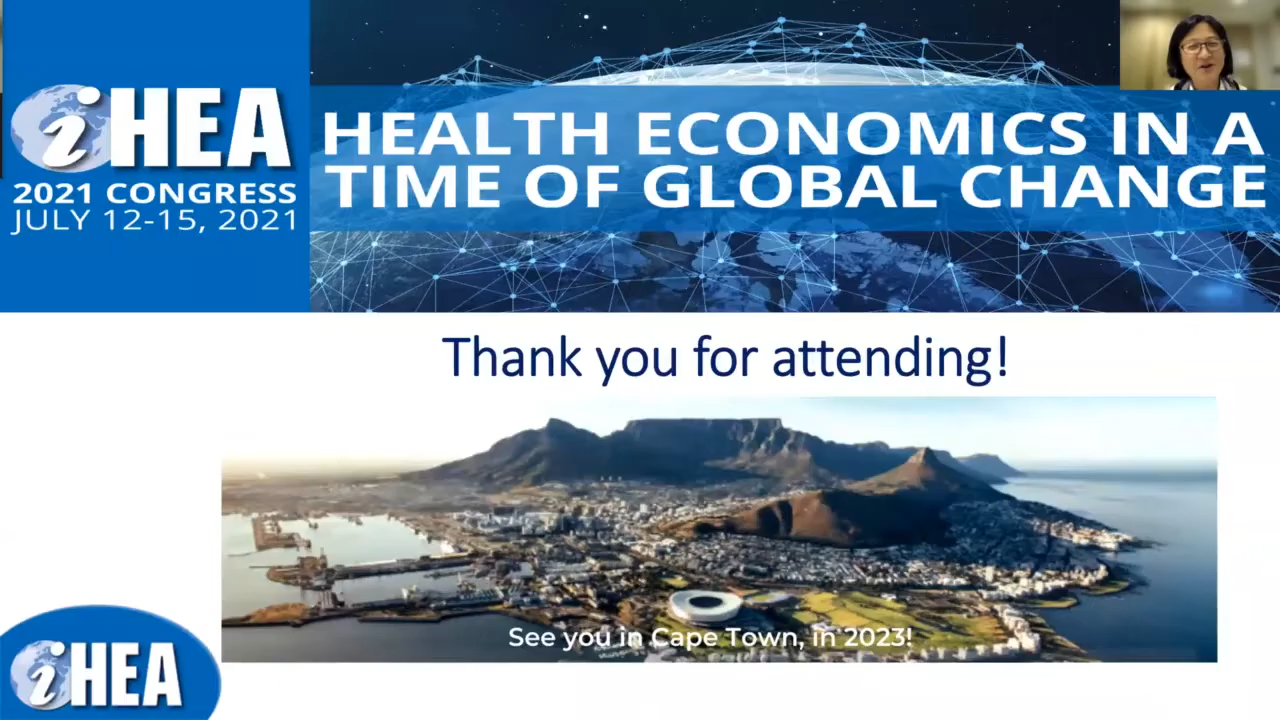 iHEA
2021 CONGRESS
JULY 12-15, 2021
HEALTH ECONOMICS IN A
TIME OF GLOBAL CHANGE
Thank you for attending!
See you in Cape Town, in 2023!
iHEA